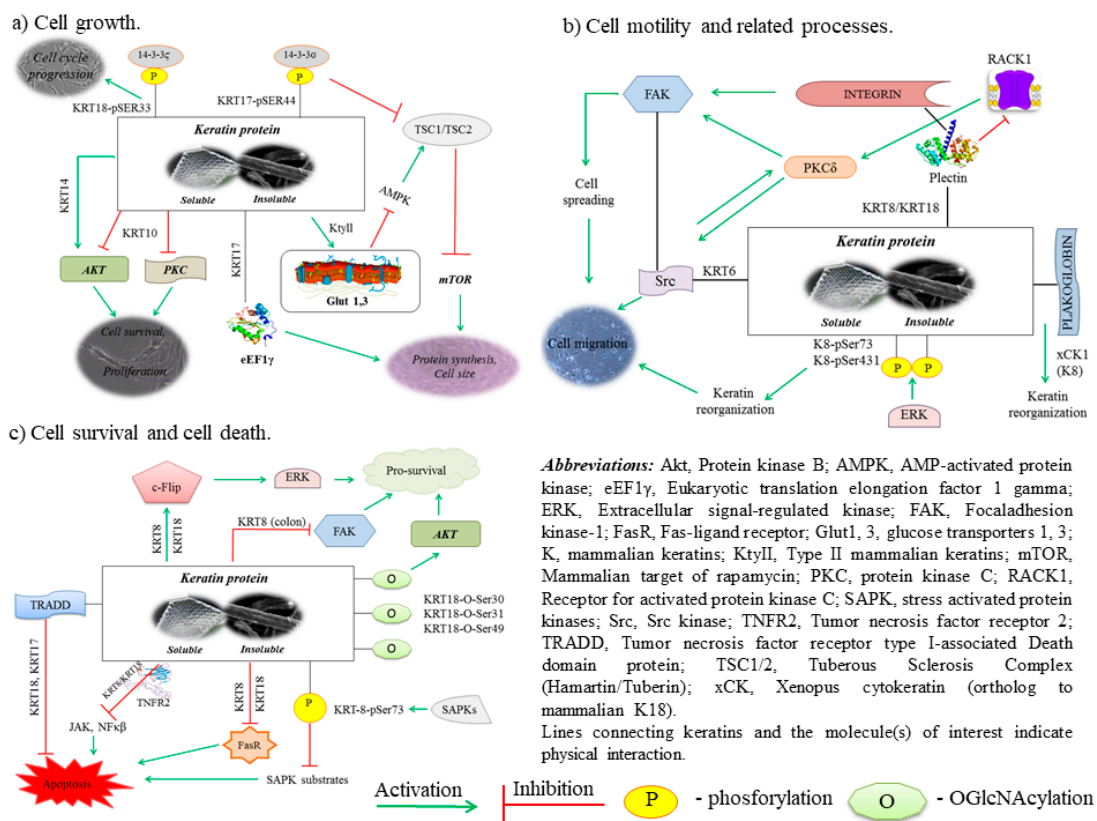 a) Cell growth.
14-3-3ς
14-3-3σ
P
P
Cell cycle
progression
KRT18-pSER33
KRT17-pSER44
Keratin protein
Soluble
Insoluble
TSC1/TSC2
AMPK
KRT14
KRT10
KRT17
KtyII
AKT
PKC
Glut 1,3
mTOR
eEF1γ
Cell survival,
Proliferation
Protein synthesis,
Cell size
b) Cell motility and related processes.
RACK1
FAK
INTEGRIN
PKCδ
Plectin
Cell
spreading
KRT8/KRT18
Keratin protein
Soluble
Insoluble
Src
KRT6
PLAKOGLOBIN
Cell migration
K8-pSer73
K8-pSer431
P
P
xCK1
(K8)
Keratin
reorganization
Keratin
reorganization
ERK
c) Cell survival and cell death.
c-Flip
ERK
Pro-survival
KRT8
KRT18
KRT8 (colon)
FAK
AKT
Keratin protein
Soluble
Insoluble
TRADD
O
O
O
KRT18-O-Ser30
KRT18-O-Ser31
KRT18-O-Ser49
KRT18, KRT17
KRT8/KRT18
TNFR2
KRT8
KRT18
P
KRT-8-pSer73
SAPKs
JAK, NFκβ
FasR
Apoptosis
SAPK substrates
Abbreviations: Akt, Protein kinase B; AMPK, AMP-activated protein
kinase; eEF1γ, Eukaryotic translation elongation factor 1 gamma;
ERK, Extracellular signal-regulated kinase; FAK, Focaladhesion
kinase-1; FasR, Fas-ligand receptor; Glut1, 3, glucose transporters 1, 3;
K, mammalian keratins; KtyII, Type II mammalian keratins; mTOR,
Mammalian target of rapamycin; PKC, protein kinase C; RACK1,
Receptor for activated protein kinase C; SAPK, stress activated protein
kinases; Src, Src kinase; TNFR2, Tumor necrosis factor receptor 2;
TRADD, Tumor necrosis factor receptor type I-associated Death
domain protein; TSC1/2, Tuberous Sclerosis Complex
(Hamartin/Tuberin); xCK, Xenopus cytokeratin (ortholog to
mammalian K18).
Lines connecting keratins and the molecule(s) of interest indicate
physical interaction.
Activation
Inhibition
P - phosforylation
O - OGlcNAcylation